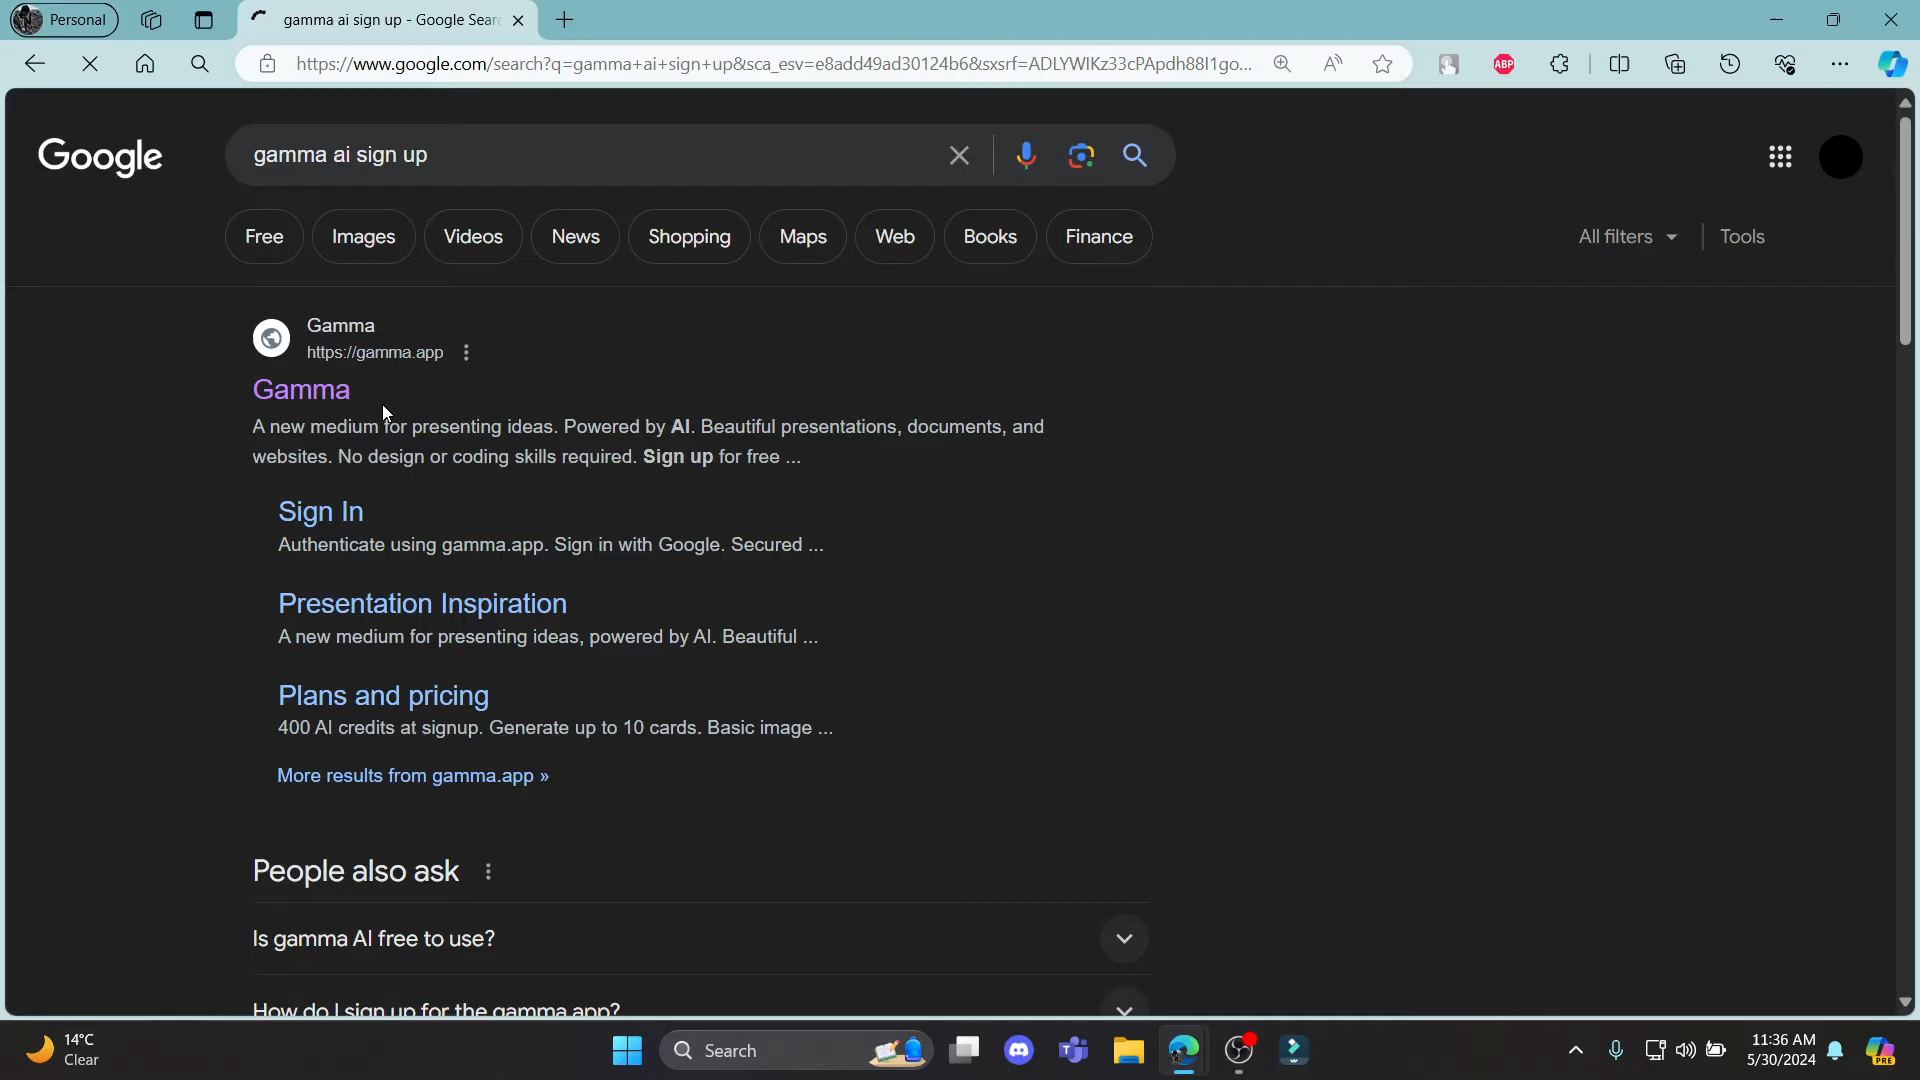 Personal
gamma ai sign up - Google Sear
https://www.google.com/search?q=gamma+ai+sign+up&sca_esv=e8add49ad30124b6&sxsrf=ADLYWIKz33cPApdh88I1go...
ABP
Google
gamma ai sign up
Free
Images
Videos
News
Shopping
Maps
Web
Books
Finance
All filters
Tools
Gamma
https://gamma.app
Gamma
A new medium for presenting ideas. Powered by AI. Beautiful presentations, documents, and
websites. No design or coding skills required. Sign up for free ...
Sign In
Authenticate using gamma.app. Sign in with Google. Secured ...
Presentation Inspiration
A new medium for presenting ideas, powered by AI. Beautiful ...
Plans and pricing
400 AI credits at signup. Generate up to 10 cards. Basic image ...
More results from gamma.app »
People also ask
Is gamma AI free to use?
How do I sign up for the gamma app?
14°C
Clear
Search
11:36 AM
5/30/2024
PRE